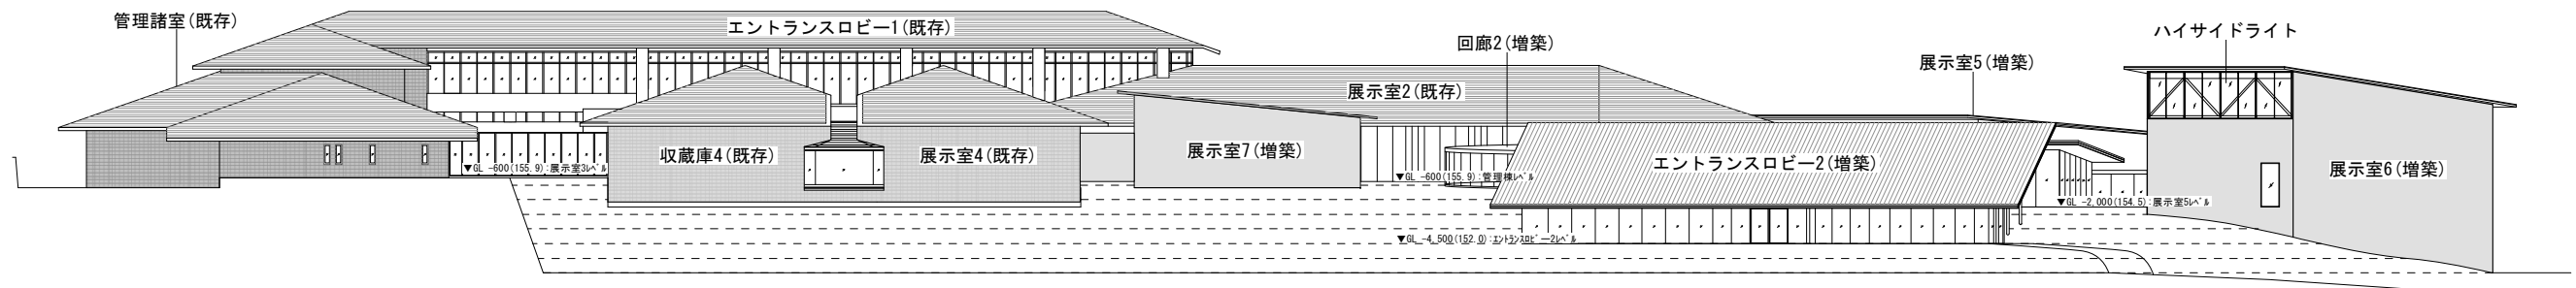 管理諸室(既存)
エントランスロビー1(既存)
回廊2(増築)
ハイサイドライト
展示室5(増築)
展示室2(既存)
収蔵庫4(既存)
展示室4(既存)
展示室7(増築)
エントランスロビー2(増築)
展示室6(増築)
▼GL -600(155.9):展示室3ﾚﾍﾞﾙ
▼GL -600(155.9):管理棟ﾚﾍﾞﾙ
▼GL -2,000(154.5):展示室5ﾚﾍﾞﾙ
▼GL -4,500(152.0):ｴﾝﾄﾗﾝｽﾛﾋﾞｰ2ﾚﾍﾞﾙ